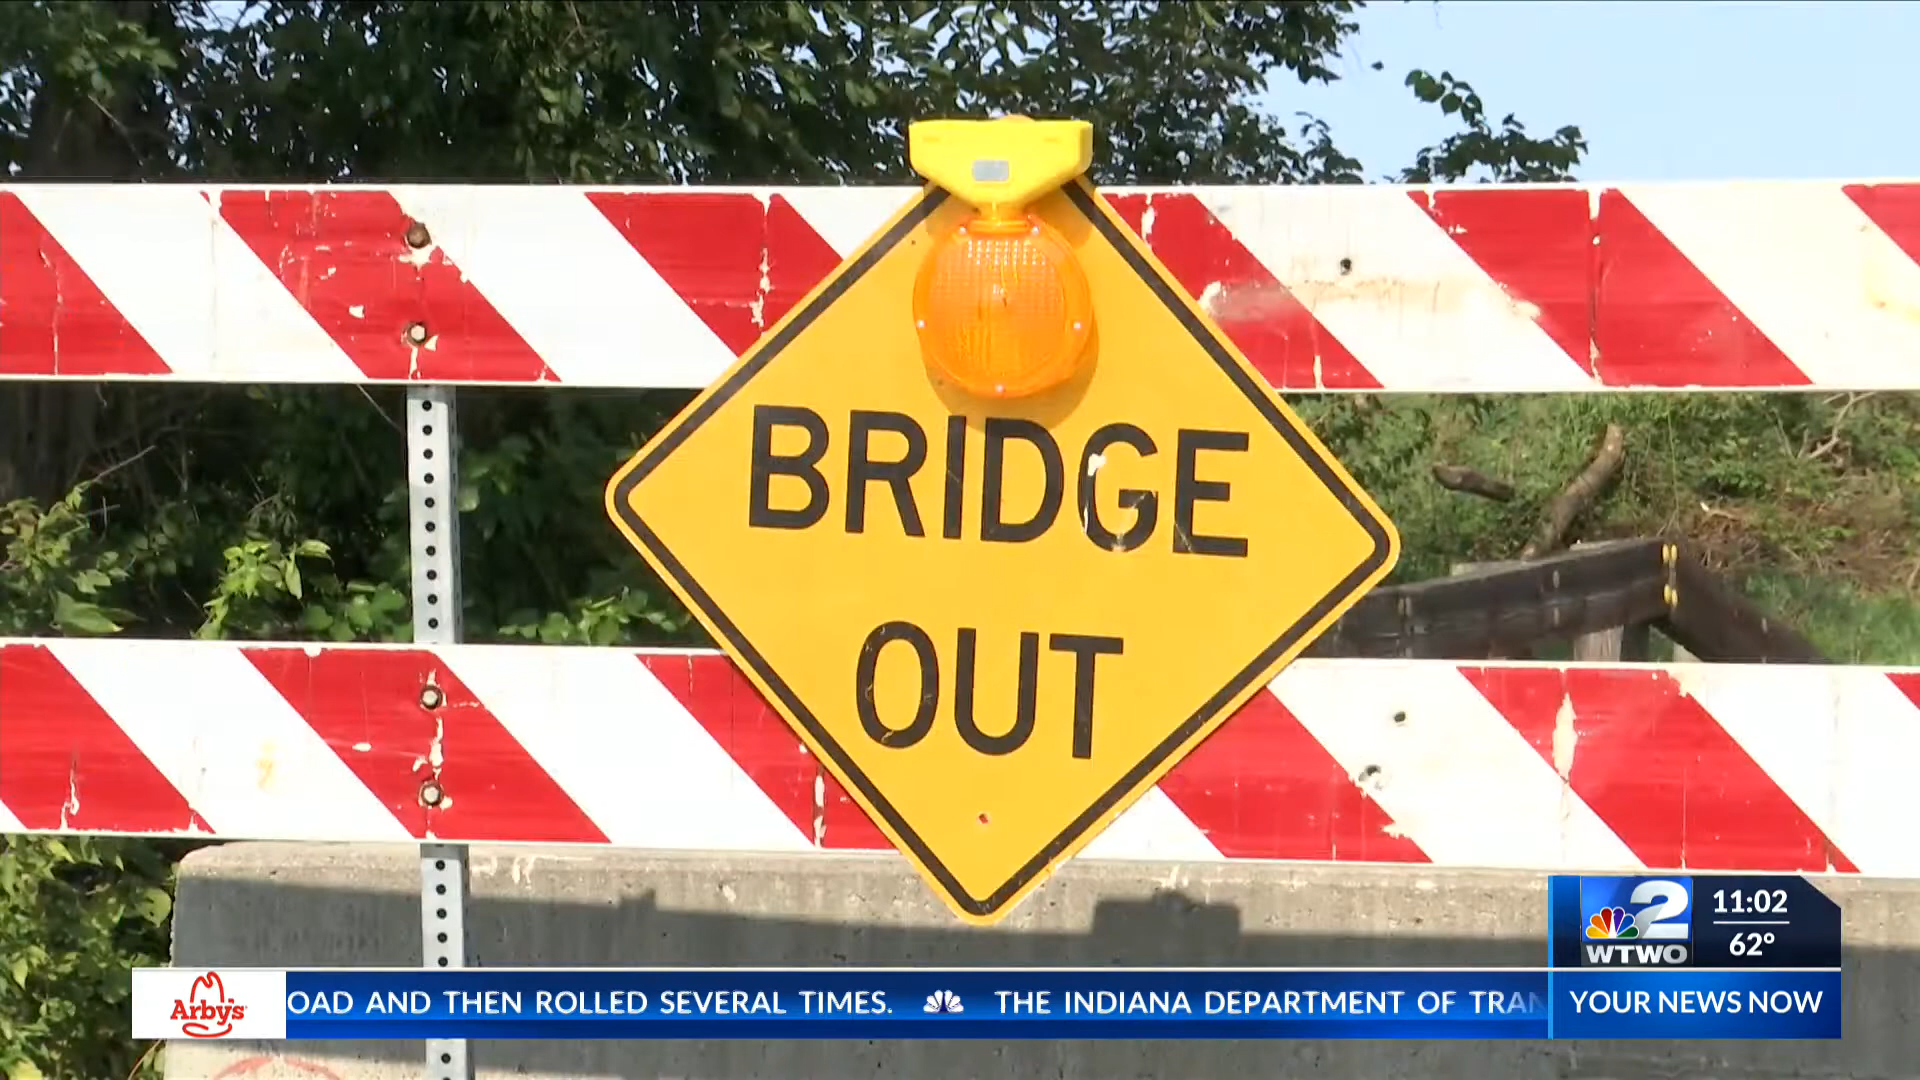 BRIDGE
OUT
2
WTWO
11:02
62°
Arby's
OAD AND THEN ROLLED SEVERAL TIMES. THE INDIANA DEPARTMENT OF TRAN
YOUR NEWS NOW